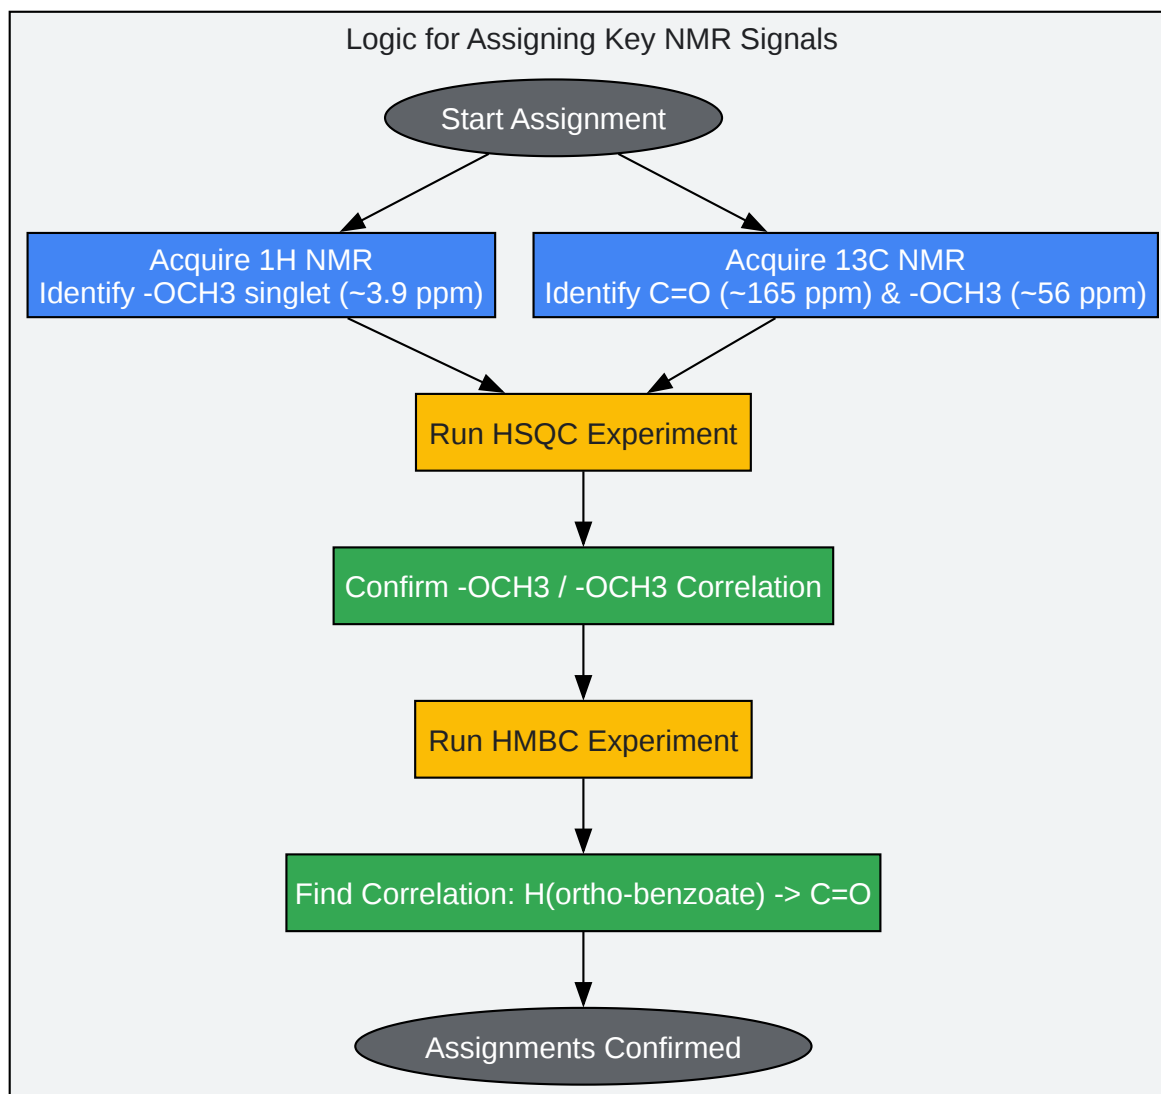 Logic for Assigning Key NMR Signals
Start Assignment
Acquire 1H NMR
Identify -OCH3 singlet (~3.9 ppm)
Acquire 13C NMR
Identify C=O (~165 ppm) & -OCH3 (~56 ppm)
Run HSQC Experiment
Confirm -OCH3 / -OCH3 Correlation
Run HMBC Experiment
Find Correlation: H(ortho-benzoate) -> C=O
Assignments Confirmed